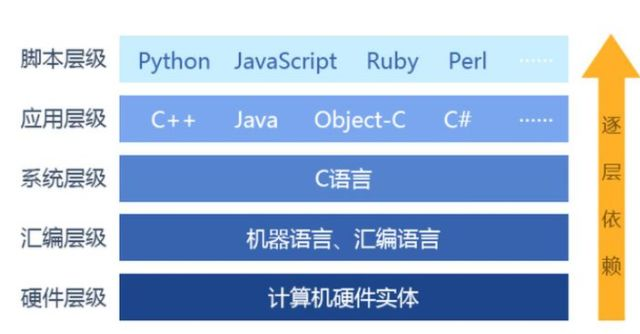 脚本层级 Python JavaScript Ruby Perl ······
应用层级 C++ Java Object-C C# ······
系统层级 C语言
汇编层级 机器语言、汇编语言
硬件层级 计算机硬件实体
逐层依赖